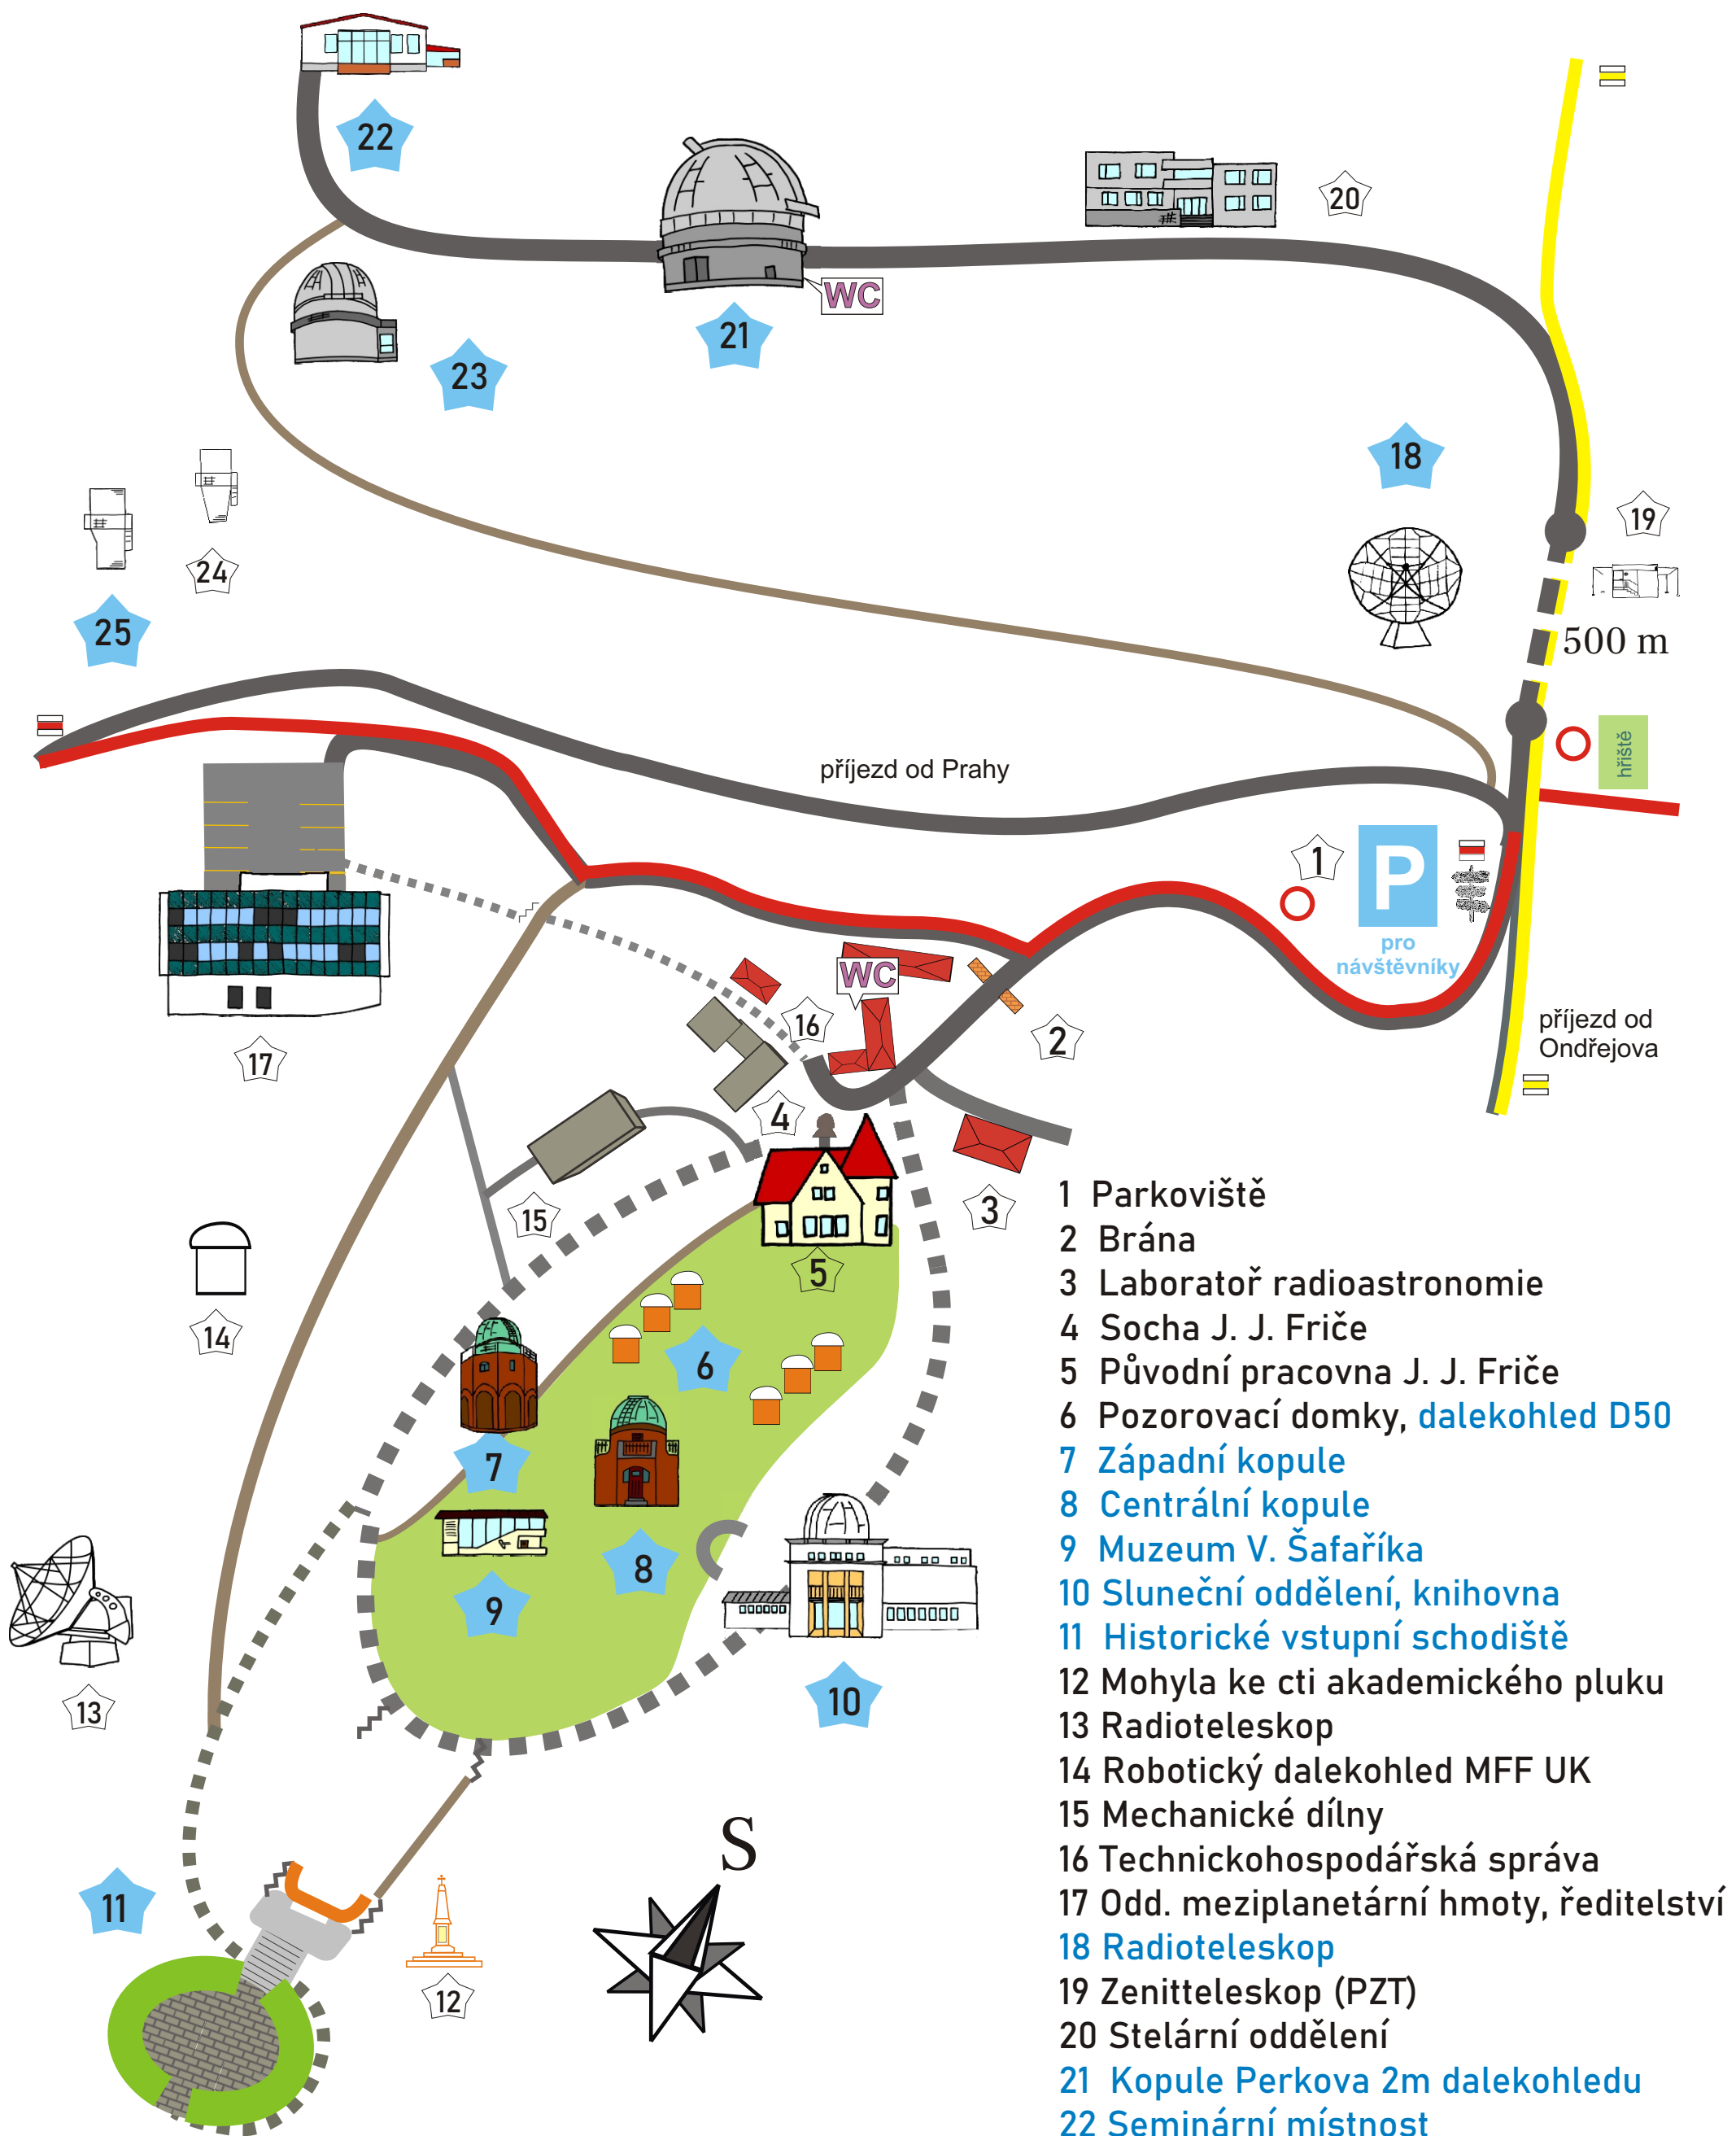 22
20
WC
21
23
18
19
24
25
500 m
hřiště
příjezd od Prahy
1
P
pro
návštěvníky
WC
16
2
17
příjezd od
Ondřejova
4
15
3
5
14
6
7
8
9
10
13
S
11
12
1 Parkoviště
2 Brána
3 Laboratoř radioastronomie
4 Socha J. J. Friče
5 Původní pracovna J. J. Friče
6 Pozorovací domky, dalekohled D50
7 Západní kopule
8 Centrální kopule
9 Muzeum V. Šafaříka
10 Sluneční oddělení, knihovna
11 Historické vstupní schodiště
12 Mohyla ke cti akademického pluku
13 Radioteleskop
14 Robotický dalekohled MFF UK
15 Mechanické dílny
16 Technickohospodářská správa
17 Odd. meziplanetární hmoty, ředitelství
18 Radioteleskop
19 Zenitteleskop (PZT)
20 Stelární oddělení
21 Kopule Perkova 2m dalekohledu
22 Seminární místnost